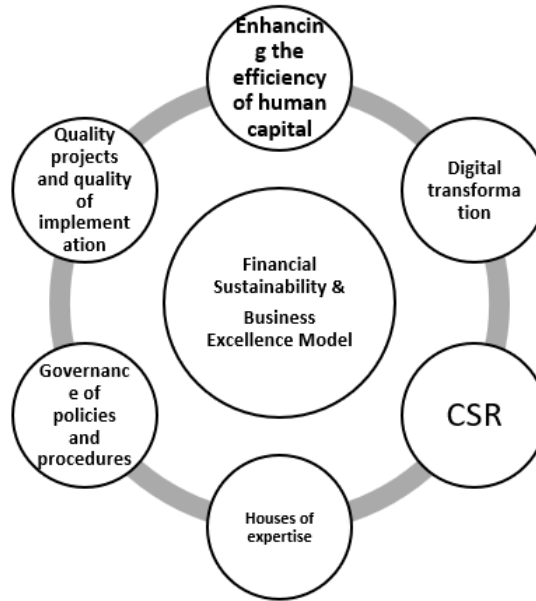 Enhancin
g the
efficiency
of human
capital
Digital
transforma
tion
CSR
Houses of
expertise
Governanc
e of
policies
and
procedures
Quality
projects
and quality
of
implement
ation
Financial
Sustainability &
Business
Excellence Model